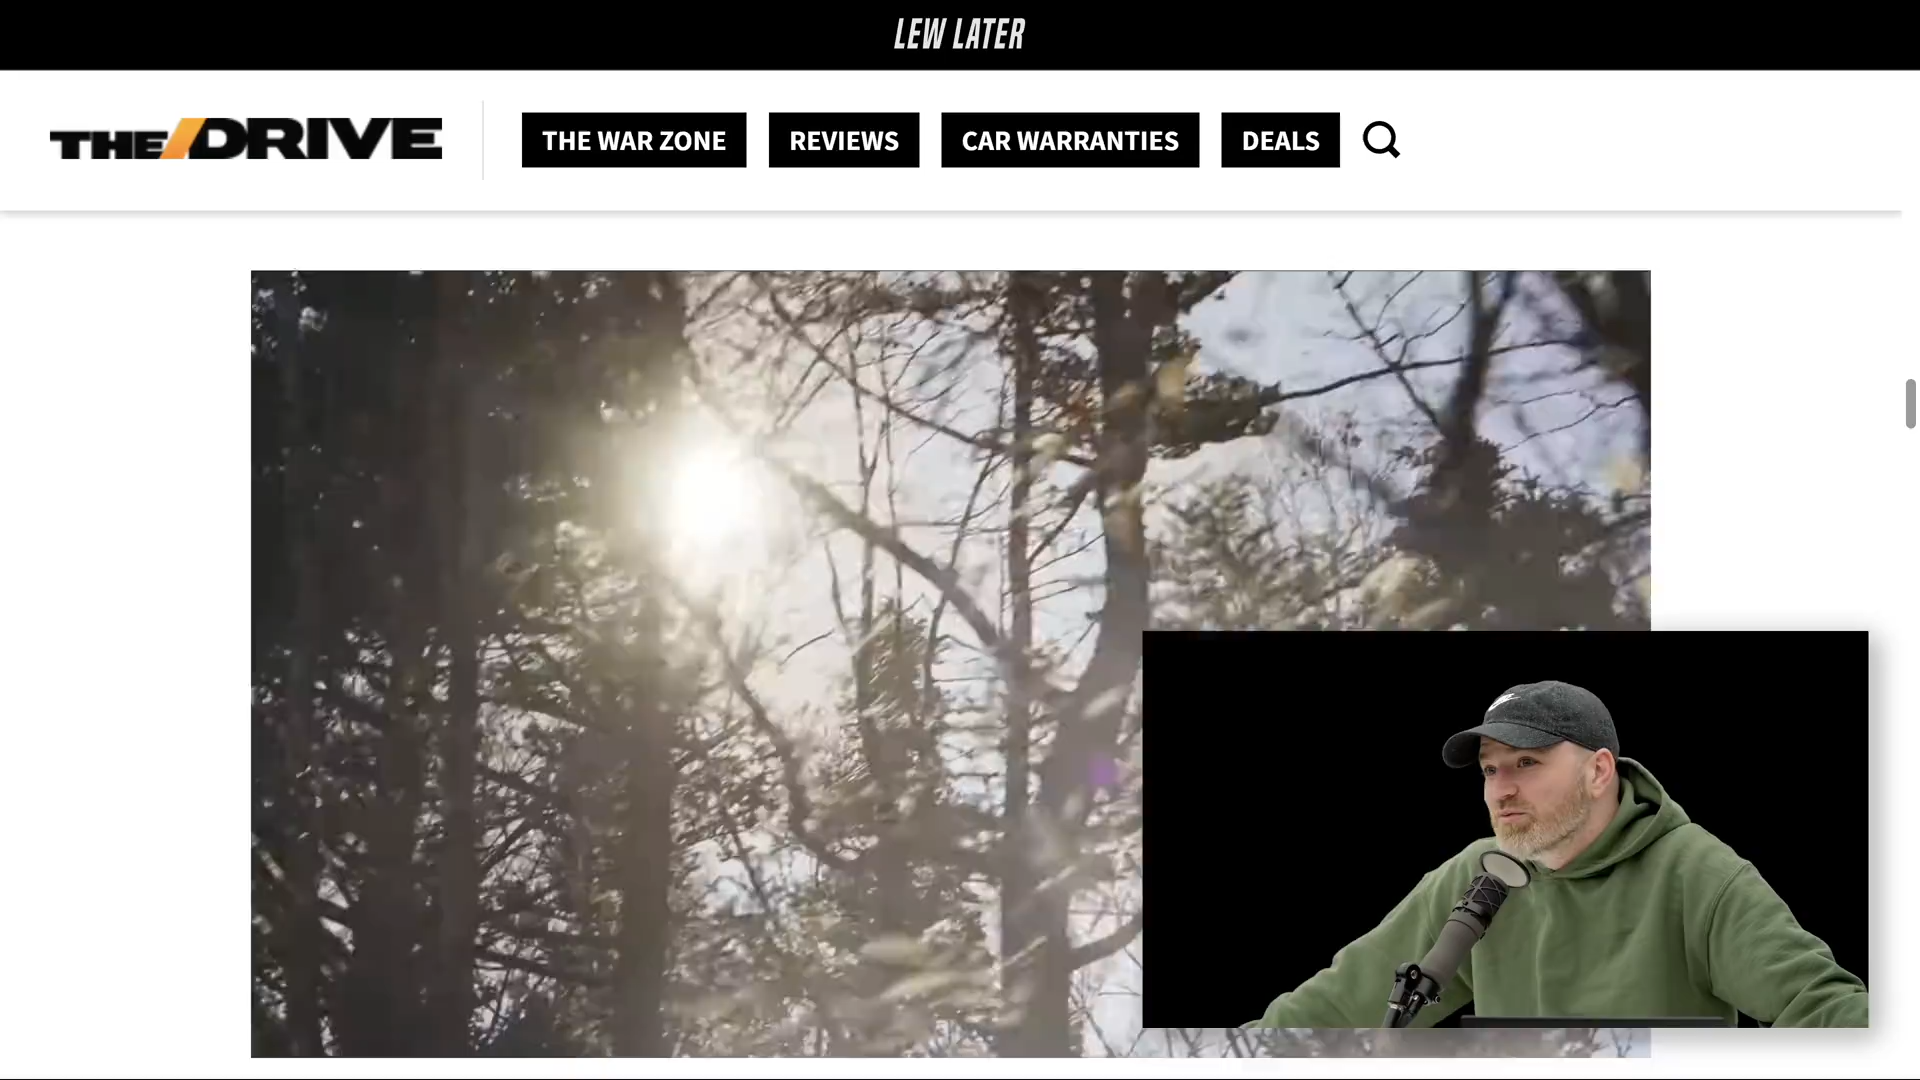 LEW LATER
THE DRIVE
THE WAR ZONE
REVIEWS
CAR WARRANTIES
DEALS